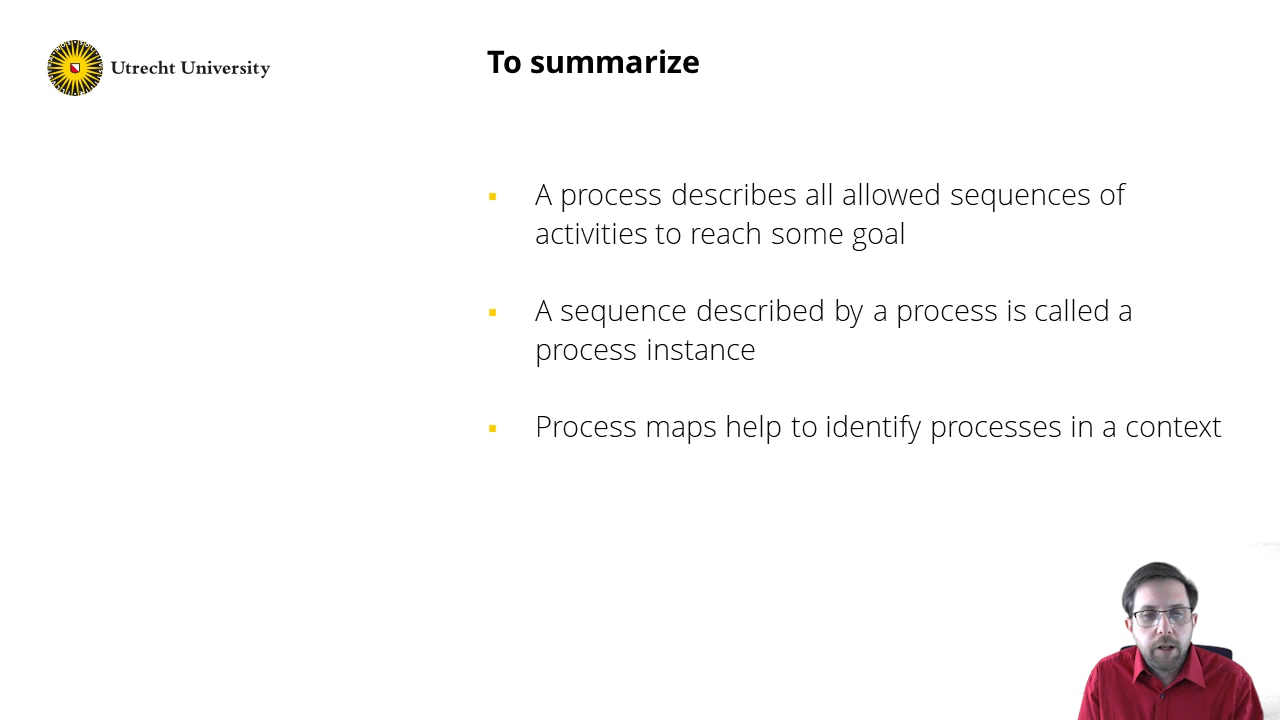 Utrecht University
To summarize
A process describes all allowed sequences of
activities to reach some goal
A sequence described by a process is called a
process instance
Process maps help to identify processes in a context